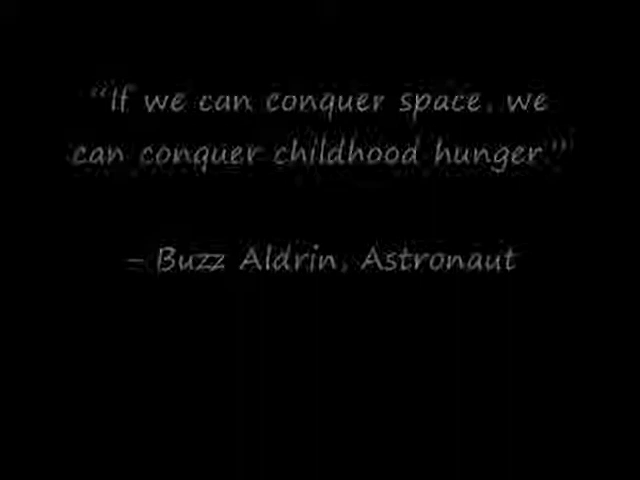 “If we can conquer space, we
can conquer childhood hunger.”
– Buzz Aldrin, Astronaut